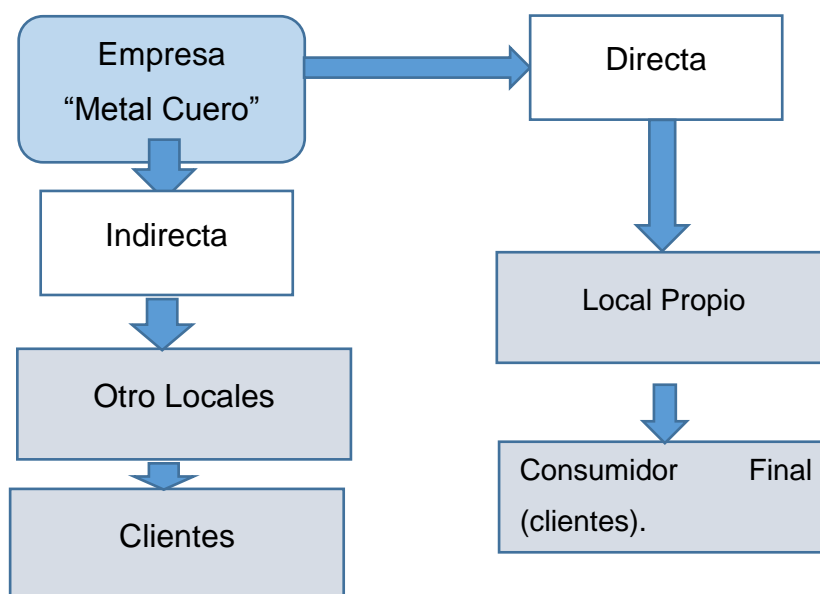 Empresa
“Metal Cuero”
Directa
Indirecta
Local Propio
Otro Locales
Consumidor Final
(clientes).
Clientes